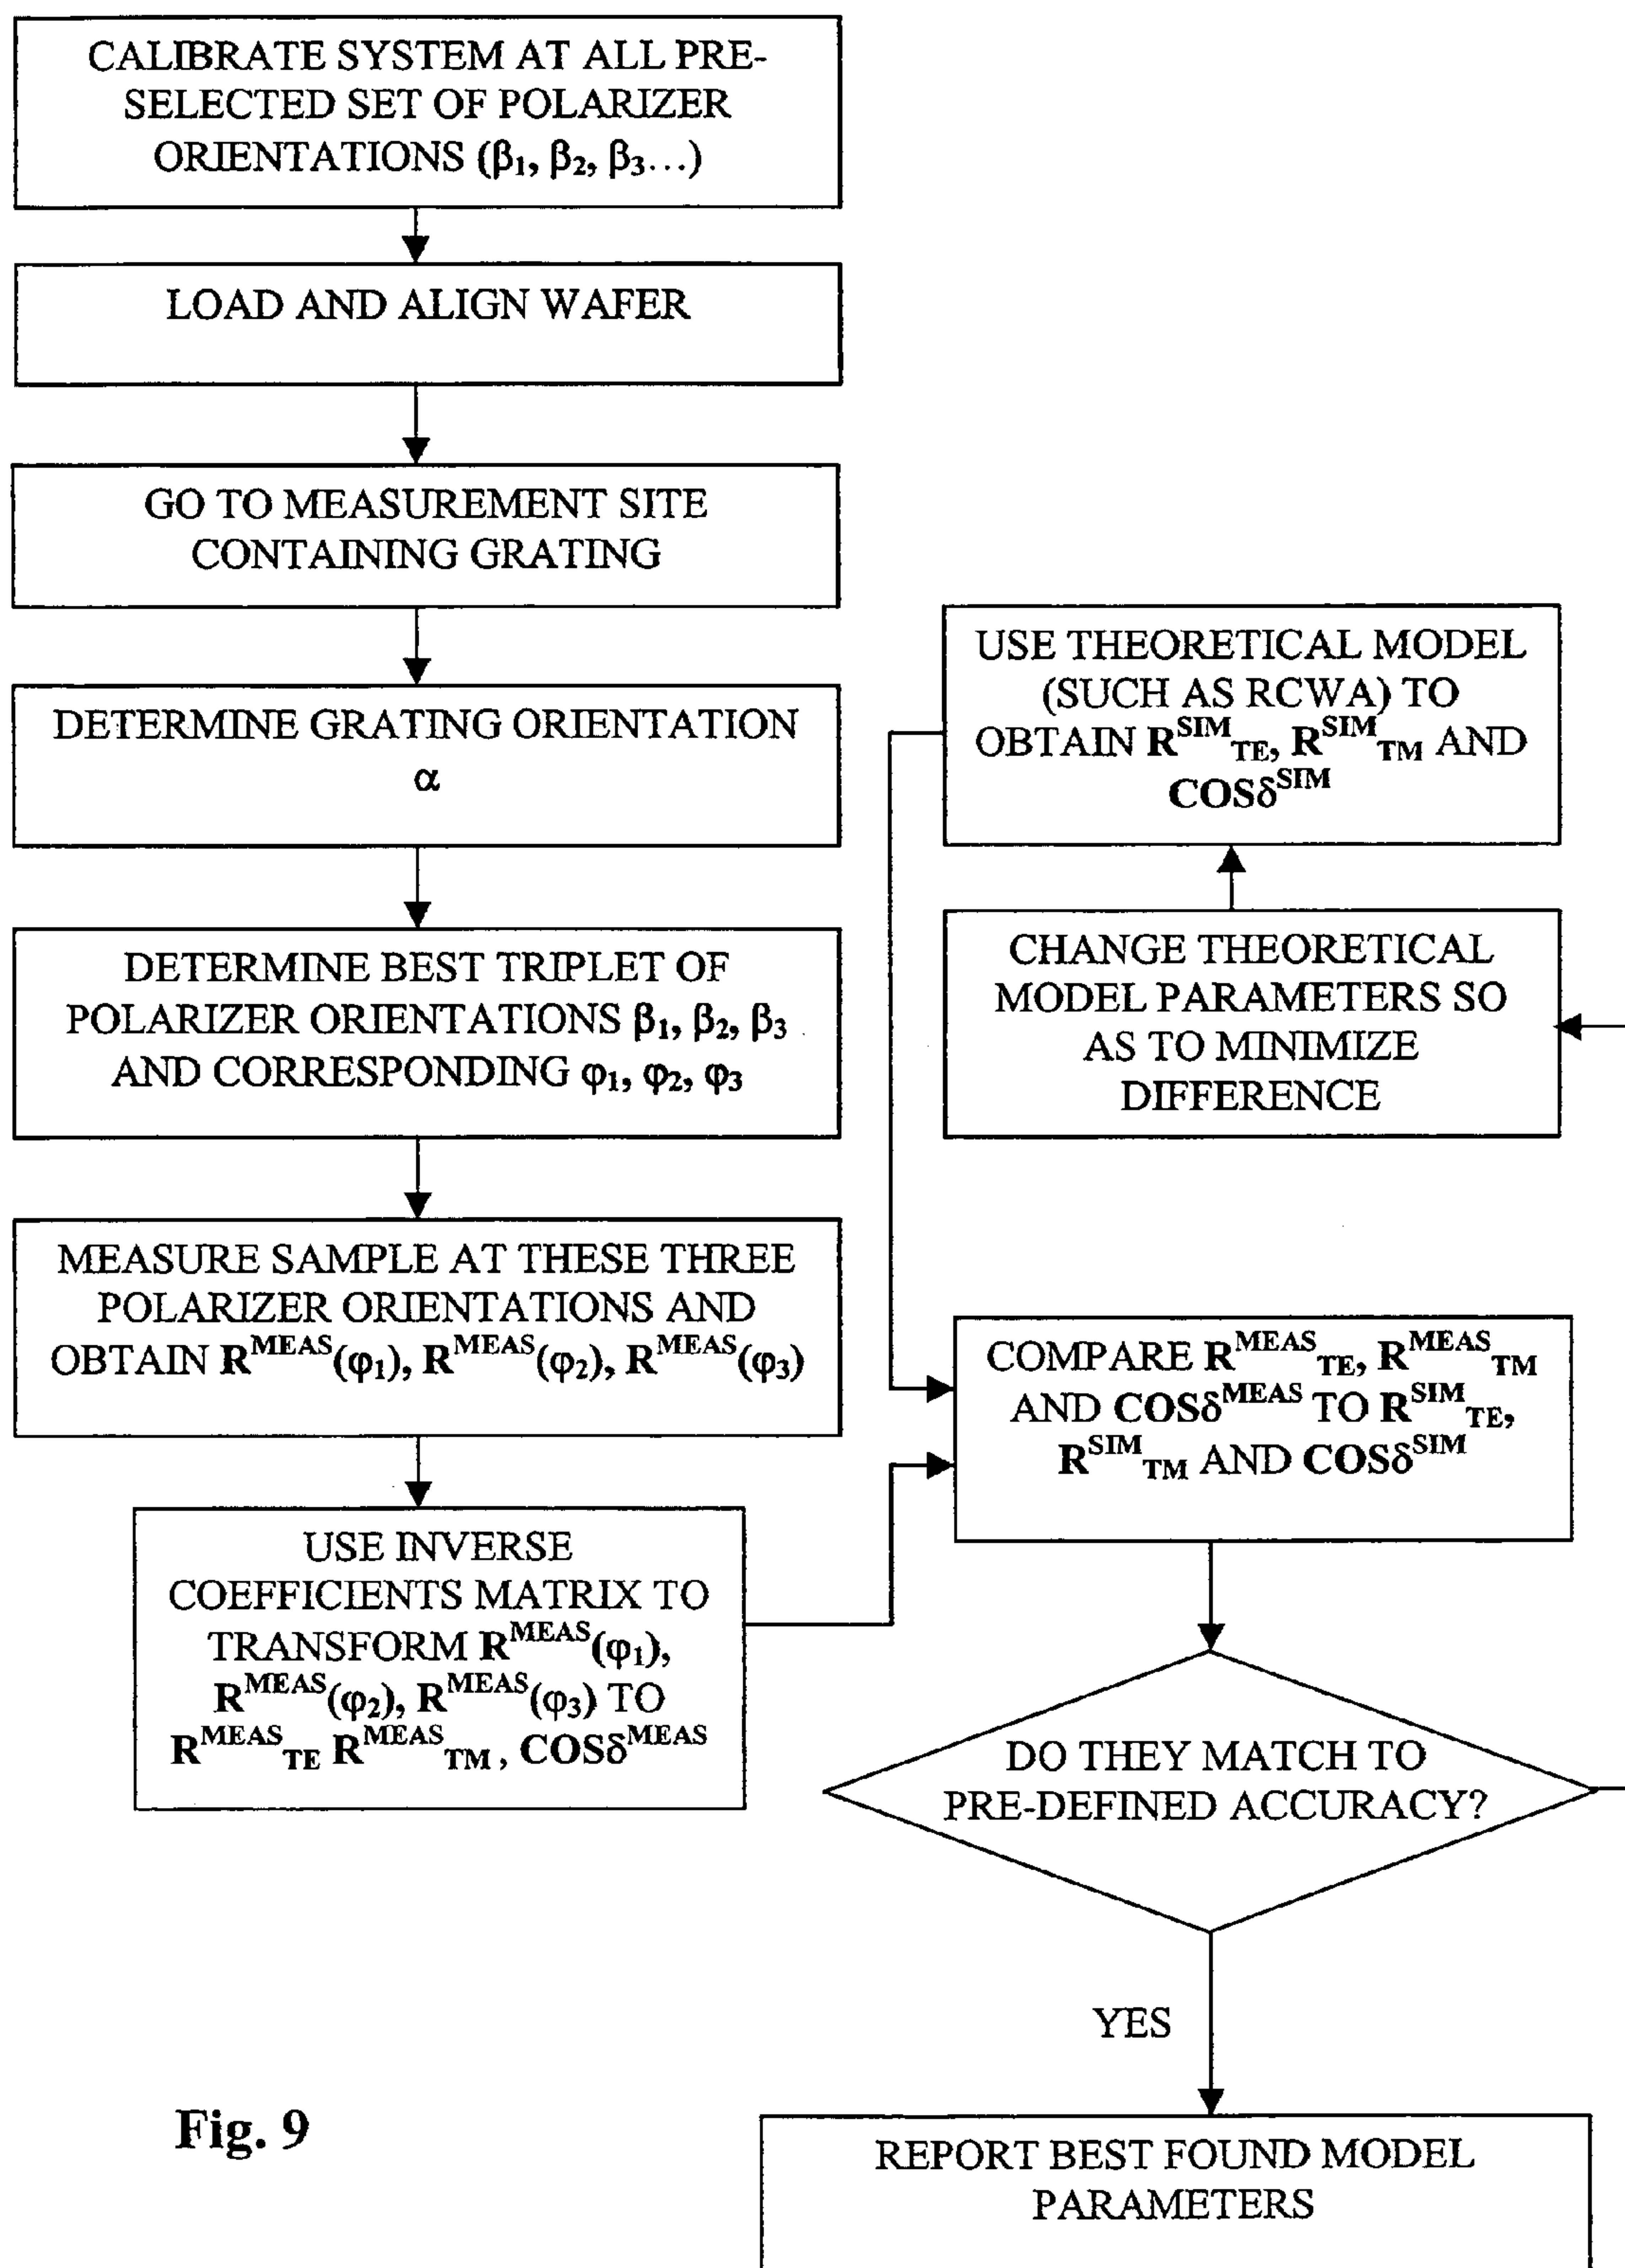 CALIBRATE SYSTEM AT ALL PRE-
SELECTED SET OF POLARIZER
ORIENTATIONS (β₁, β₂, β₃...)
LOAD AND ALIGN WAFER
GO TO MEASUREMENT SITE
CONTAINING GRATING
DETERMINE GRATING ORIENTATION
α
DETERMINE BEST TRIPLET OF
POLARIZER ORIENTATIONS β₁, β₂, β₃
AND CORRESPONDING φ₁, φ₂, φ₃
MEASURE SAMPLE AT THESE THREE
POLARIZER ORIENTATIONS AND
OBTAIN R^MEAS(φ₁), R^MEAS(φ₂), R^MEAS(φ₃)
USE INVERSE
COEFFICIENTS MATRIX TO
TRANSFORM R^MEAS(φ₁),
R^MEAS(φ₂), R^MEAS(φ₃) TO
R^MEAS_TE R^MEAS_TM , COSδ^MEAS
USE THEORETICAL MODEL
(SUCH AS RCWA) TO
OBTAIN R^SIM_TE, R^SIM_TM AND
COSδ^SIM
CHANGE THEORETICAL
MODEL PARAMETERS SO
AS TO MINIMIZE
DIFFERENCE
COMPARE R^MEAS_TE, R^MEAS_TM
AND COSδ^MEAS TO R^SIM_TE,
R^SIM_TM AND COSδ^SIM
DO THEY MATCH TO
PRE-DEFINED ACCURACY?
YES
REPORT BEST FOUND MODEL
PARAMETERS
Fig. 9